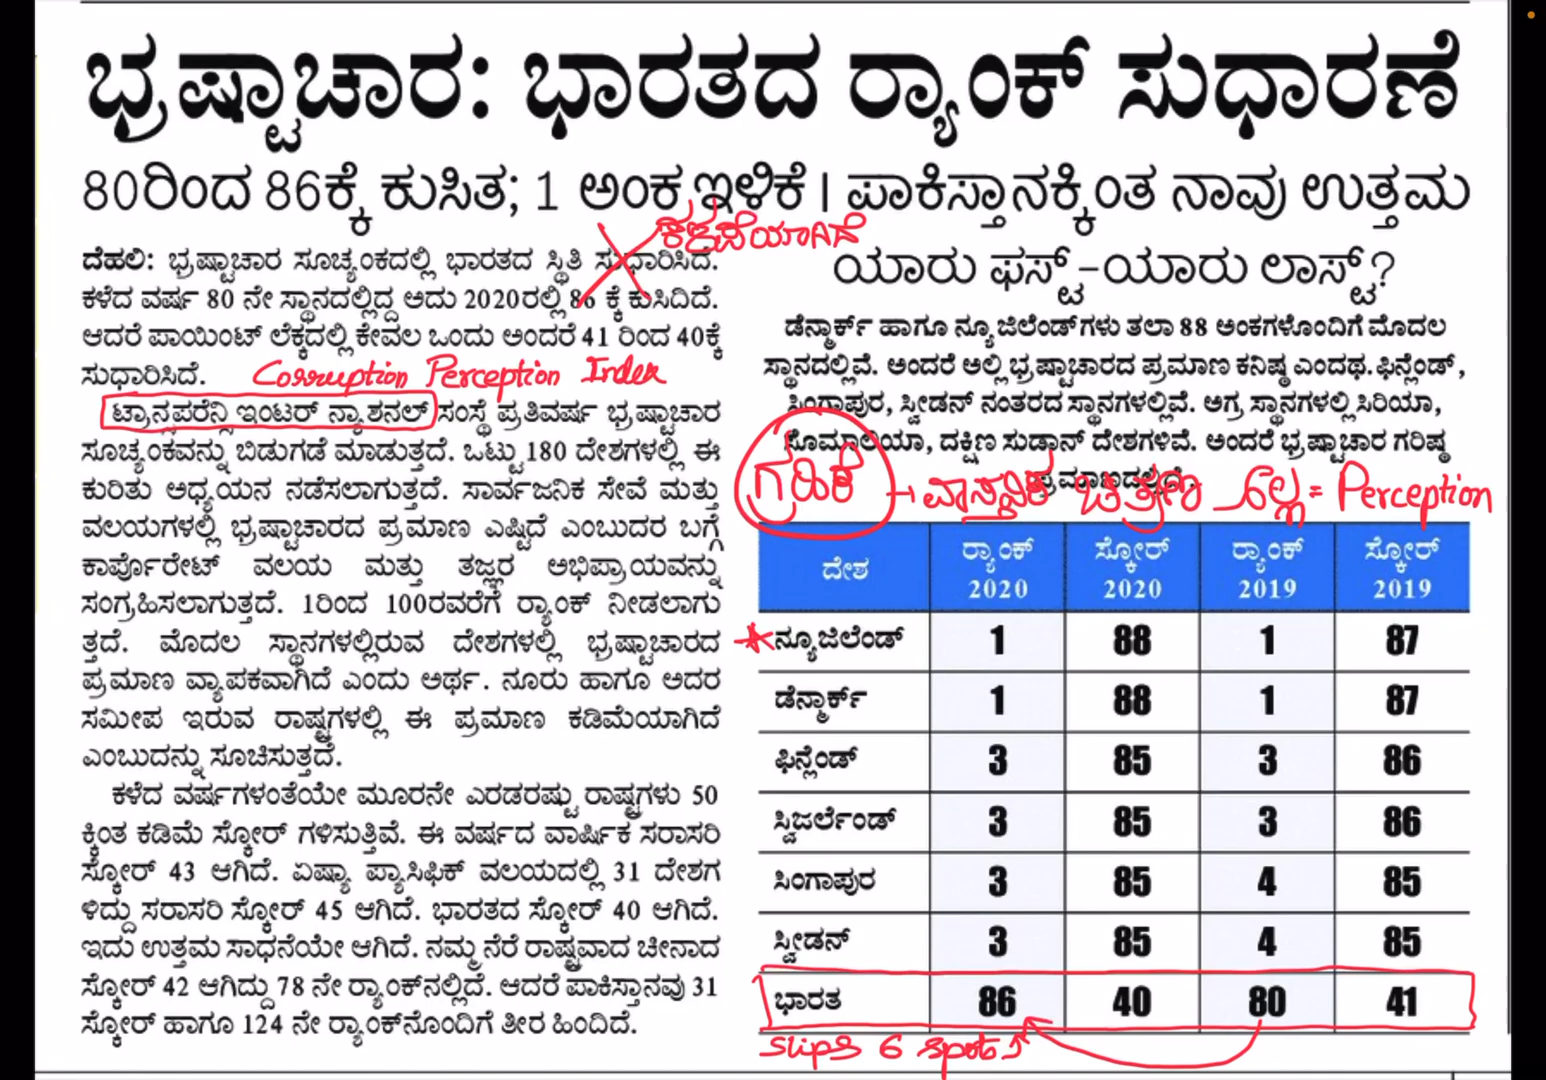 ಭ್ರಷ್ಟಾಚಾರ: ಭಾರತದ ರ‍್ಯಾಂಕ್ ಸುಧಾರಣೆ
80ರಿಂದ 86ಕ್ಕೆ ಕುಸಿತ; 1 ಅಂಕ ಇಳಿಕೆ | ಪಾಕಿಸ್ತಾನಕ್ಕಿಂತ ನಾವು ಉತ್ತಮ
ದೆಹಲಿ: ಭ್ರಷ್ಟಾಚಾರ ಸೂಚ್ಯಂಕದಲ್ಲಿ ಭಾರತದ ಸ್ಥಿತಿ ಸುಧಾರಿಸಿದೆ.
ಕಳೆದ ವರ್ಷ 80 ನೇ ಸ್ಥಾನದಲ್ಲಿದ್ದ ಅದು 2020ರಲ್ಲಿ 86 ಕ್ಕೆ ಕುಸಿದಿದೆ.
ಆದರೆ ಪಾಯಿಂಟ್ ಲೆಕ್ಕದಲ್ಲಿ ಕೇವಲ ಒಂದು ಅಂದರೆ 41 ರಿಂದ 40ಕ್ಕೆ
ಸುಧಾರಿಸಿದೆ. Corruption Perception Index
ಟ್ರಾನ್ಸಪರೆನ್ಸಿ ಇಂಟರ್ ನ್ಯಾಶನಲ್ ಸಂಸ್ಥೆ ಪ್ರತಿವರ್ಷ ಭ್ರಷ್ಟಾಚಾರ
ಸೂಚ್ಯಂಕವನ್ನು ಬಿಡುಗಡೆ ಮಾಡುತ್ತದೆ. ಒಟ್ಟು 180 ದೇಶಗಳಲ್ಲಿ ಈ
ಕುರಿತು ಅಧ್ಯಯನ ನಡೆಸಲಾಗುತ್ತದೆ. ಸಾರ್ವಜನಿಕ ಸೇವೆ ಮತ್ತು
ವಲಯಗಳಲ್ಲಿ ಭ್ರಷ್ಟಾಚಾರದ ಪ್ರಮಾಣ ಎಷ್ಟಿದೆ ಎಂಬುದರ ಬಗ್ಗೆ
ಕಾರ್ಪೊರೇಟ್ ವಲಯ ಮತ್ತು ತಜ್ಞರ ಅಭಿಪ್ರಾಯವನ್ನು
ಸಂಗ್ರಹಿಸಲಾಗುತ್ತದೆ. 1ರಿಂದ 100ರವರೆಗೆ ರ‍್ಯಾಂಕ್ ನೀಡಲಾಗು
ತ್ತದೆ. ಮೊದಲ ಸ್ಥಾನಗಳಲ್ಲಿರುವ ದೇಶಗಳಲ್ಲಿ ಭ್ರಷ್ಟಾಚಾರದ
ಪ್ರಮಾಣ ವ್ಯಾಪಕವಾಗಿದೆ ಎಂದು ಅರ್ಥ. ನೂರು ಹಾಗೂ ಅದರ
ಸಮೀಪ ಇರುವ ರಾಷ್ಟ್ರಗಳಲ್ಲಿ ಈ ಪ್ರಮಾಣ ಕಡಿಮೆಯಾಗಿದೆ
ಎಂಬುದನ್ನು ಸೂಚಿಸುತ್ತದೆ.
ಕಳೆದ ವರ್ಷಗಳಂತೆಯೇ ಮೂರನೇ ಎರಡರಷ್ಟು ರಾಷ್ಟ್ರಗಳು 50
ಕ್ಕಿಂತ ಕಡಿಮೆ ಸ್ಕೋರ್ ಗಳಿಸುತ್ತಿವೆ. ಈ ವರ್ಷದ ವಾರ್ಷಿಕ ಸರಾಸರಿ
ಸ್ಕೋರ್ 43 ಆಗಿದೆ. ಏಷ್ಯಾ ಪ್ಯಾಸಿಫಿಕ್ ವಲಯದಲ್ಲಿ 31 ದೇಶಗ
ಳಿದ್ದು ಸರಾಸರಿ ಸ್ಕೋರ್ 45 ಆಗಿದೆ. ಭಾರತದ ಸ್ಕೋರ್ 40 ಆಗಿದೆ.
ಇದು ಉತ್ತಮ ಸಾಧನೆಯೇ ಆಗಿದೆ. ನಮ್ಮ ನೆರೆ ರಾಷ್ಟ್ರವಾದ ಚೀನಾದ
ಸ್ಕೋರ್ 42 ಆಗಿದ್ದು 78 ನೇ ರ‍್ಯಾಂಕ್‌ನಲ್ಲಿದೆ. ಆದರೆ ಪಾಕಿಸ್ತಾನವು 31
ಸ್ಕೋರ್ ಹಾಗೂ 124 ನೇ ರ‍್ಯಾಂಕ್‌ನೊಂದಿಗೆ ತೀರ ಹಿಂದಿದೆ.
ಯಾರು ಫಸ್ಟ್-ಯಾರು ಲಾಸ್ಟ್?
ಡೆನ್ಮಾರ್ಕ್ ಹಾಗೂ ನ್ಯೂಜಿಲೆಂಡ್‌ಗಳು ತಲಾ 88 ಅಂಕಗಳೊಂದಿಗೆ ಮೊದಲ
ಸ್ಥಾನದಲ್ಲಿವೆ. ಅಂದರೆ ಅಲ್ಲಿ ಭ್ರಷ್ಟಾಚಾರದ ಪ್ರಮಾಣ ಕನಿಷ್ಠ ಎಂದರ್ಥ. ಫಿನ್ಲೆಂಡ್,
ಸಿಂಗಾಪುರ, ಸ್ವೀಡನ್ ನಂತರದ ಸ್ಥಾನಗಳಲ್ಲಿವೆ. ಅಗ್ರ ಸ್ಥಾನಗಳಲ್ಲಿ ಸಿರಿಯಾ,
ಸೊಮಾಲಿಯಾ, ದಕ್ಷಿಣ ಸುಡಾನ್ ದೇಶಗಳಿವೆ. ಅಂದರೆ ಭ್ರಷ್ಟಾಚಾರ ಗರಿಷ್ಠ
ಪ್ರಮಾಣದಲ್ಲಿದೆ.
ಗ್ರಹಿಕೆ → ವಾಸ್ತವಿಕ ಚಿತ್ರಣ ಅಲ್ಲ = Perception
ದೇಶ ರ‍್ಯಾಂಕ್ 2020 ಸ್ಕೋರ್ 2020 ರ‍್ಯಾಂಕ್ 2019 ಸ್ಕೋರ್ 2019
ನ್ಯೂಜಿಲೆಂಡ್ 1 88 1 87
ಡೆನ್ಮಾರ್ಕ್ 1 88 1 87
ಫಿನ್ಲೆಂಡ್ 3 85 3 86
ಸ್ವಿಜರ್ಲೆಂಡ್ 3 85 3 86
ಸಿಂಗಾಪುರ 3 85 4 85
ಸ್ವೀಡನ್ 3 85 4 85
ಭಾರತ 86 40 80 41
slips 6 spots